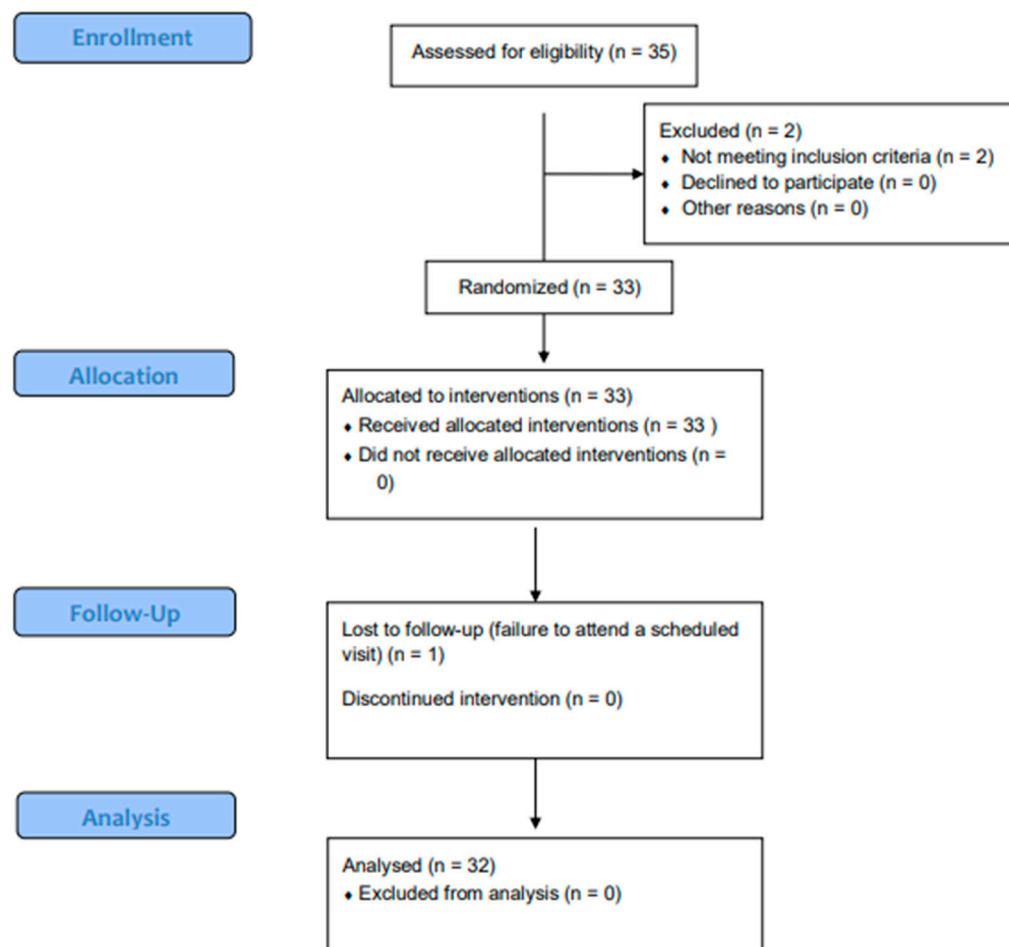 Enrollment
Assessed for eligibility (n = 35)
Excluded (n = 2)
♦ Not meeting inclusion criteria (n = 2)
♦ Declined to participate (n = 0)
♦ Other reasons (n = 0)
Randomized (n = 33)
Allocation
Allocated to interventions (n = 33)
♦ Received allocated interventions (n = 33 )
♦ Did not receive allocated interventions (n =
0)
Follow-Up
Lost to follow-up (failure to attend a scheduled
visit) (n = 1)
Discontinued intervention (n = 0)
Analysis
Analysed (n = 32)
♦ Excluded from analysis (n = 0)